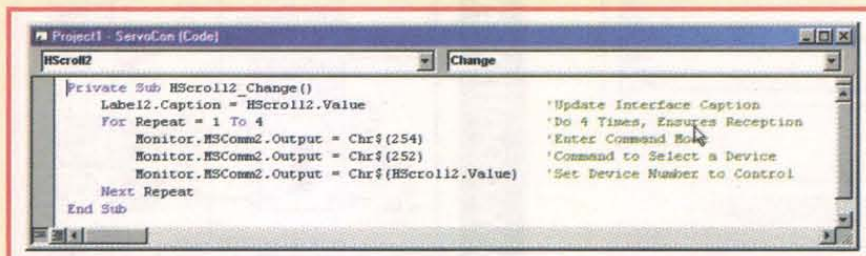 Project1 - ServoCon (Code)
HScroll2 Change
Private Sub HScroll2_Change()
Label2.Caption = HScroll2.Value 'Update Interface Caption
For Repeat = 1 To 4 'Do 4 Times, Ensures Reception
Monitor.MSComm2.Output = Chr$(254) 'Enter Command Mode
Monitor.MSComm2.Output = Chr$(252) 'Command to Select a Device
Monitor.MSComm2.Output = Chr$(HScroll2.Value) 'Set Device Number to Control
Next Repeat
End Sub